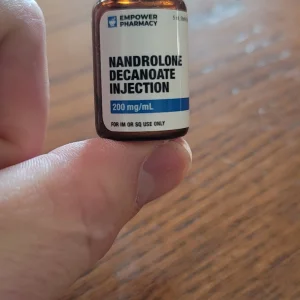 EMPOWER
PHARMACY
NANDROLONE
DECANOATE
INJECTION
200 mg/mL
FOR IM OR SQ USE ONLY